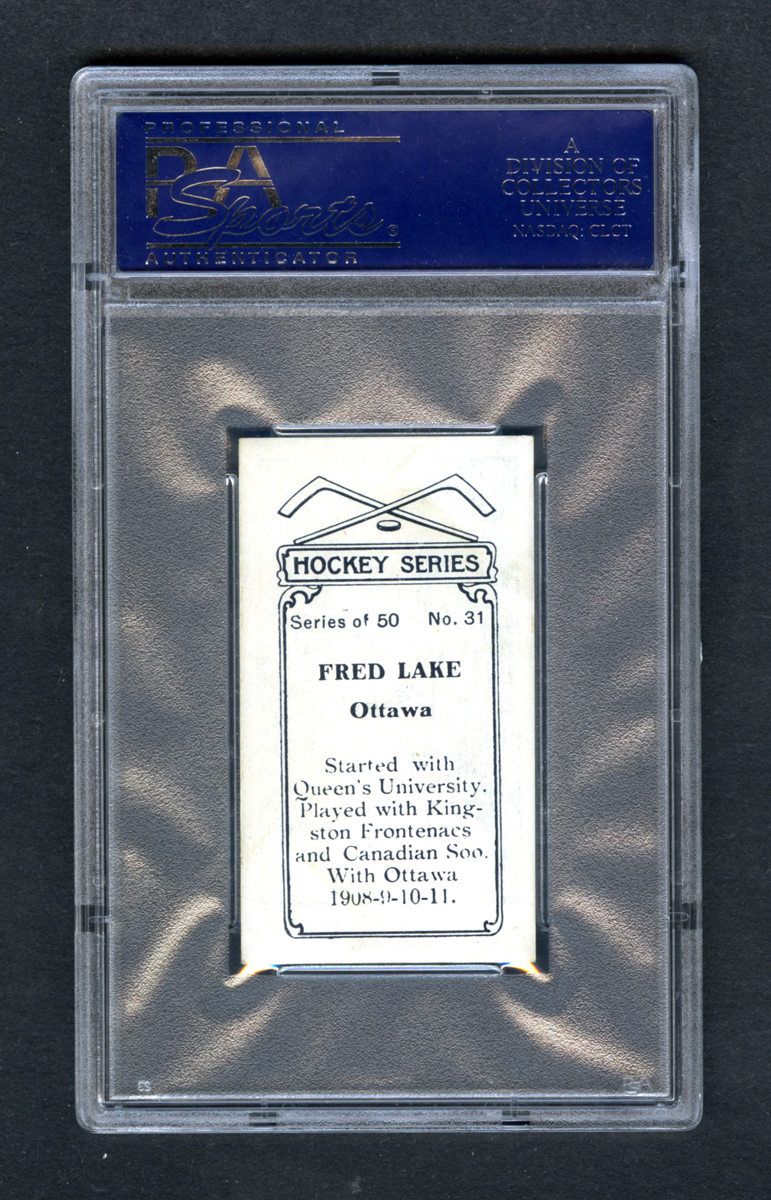 PROFESSIONAL
PSA
Sports®
AUTHENTICATOR
A
DIVISION OF
COLLECTORS
UNIVERSE
NASDAQ: CLCT
HOCKEY SERIES
Series of 50 No. 31
FRED LAKE
Ottawa
Started with
Queen's University.
Played with King-
ston Frontenacs
and Canadian Soo.
With Ottawa
1908-9-10-11.
PSA